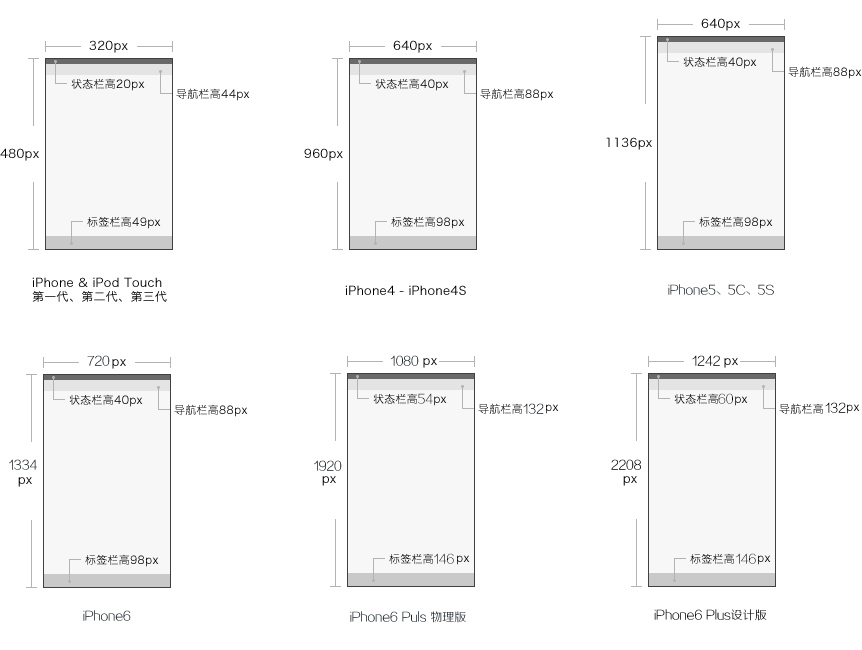 320px
状态栏高20px
导航栏高44px
480px
标签栏高49px
iPhone & iPod Touch
第一代、第二代、第三代
640px
状态栏高40px
导航栏高88px
960px
标签栏高98px
iPhone4 - iPhone4S
640px
状态栏高40px
导航栏高88px
1136px
标签栏高98px
iPhone5、5C、5S
720 px
状态栏高40px
导航栏高88px
1334
px
标签栏高98px
iPhone6
1080 px
状态栏高54px
导航栏高132px
1920
px
标签栏高146px
iPhone6 Puls 物理版
1242 px
状态栏高60px
导航栏高132px
2208
px
标签栏高146px
iPhone6 Plus设计版